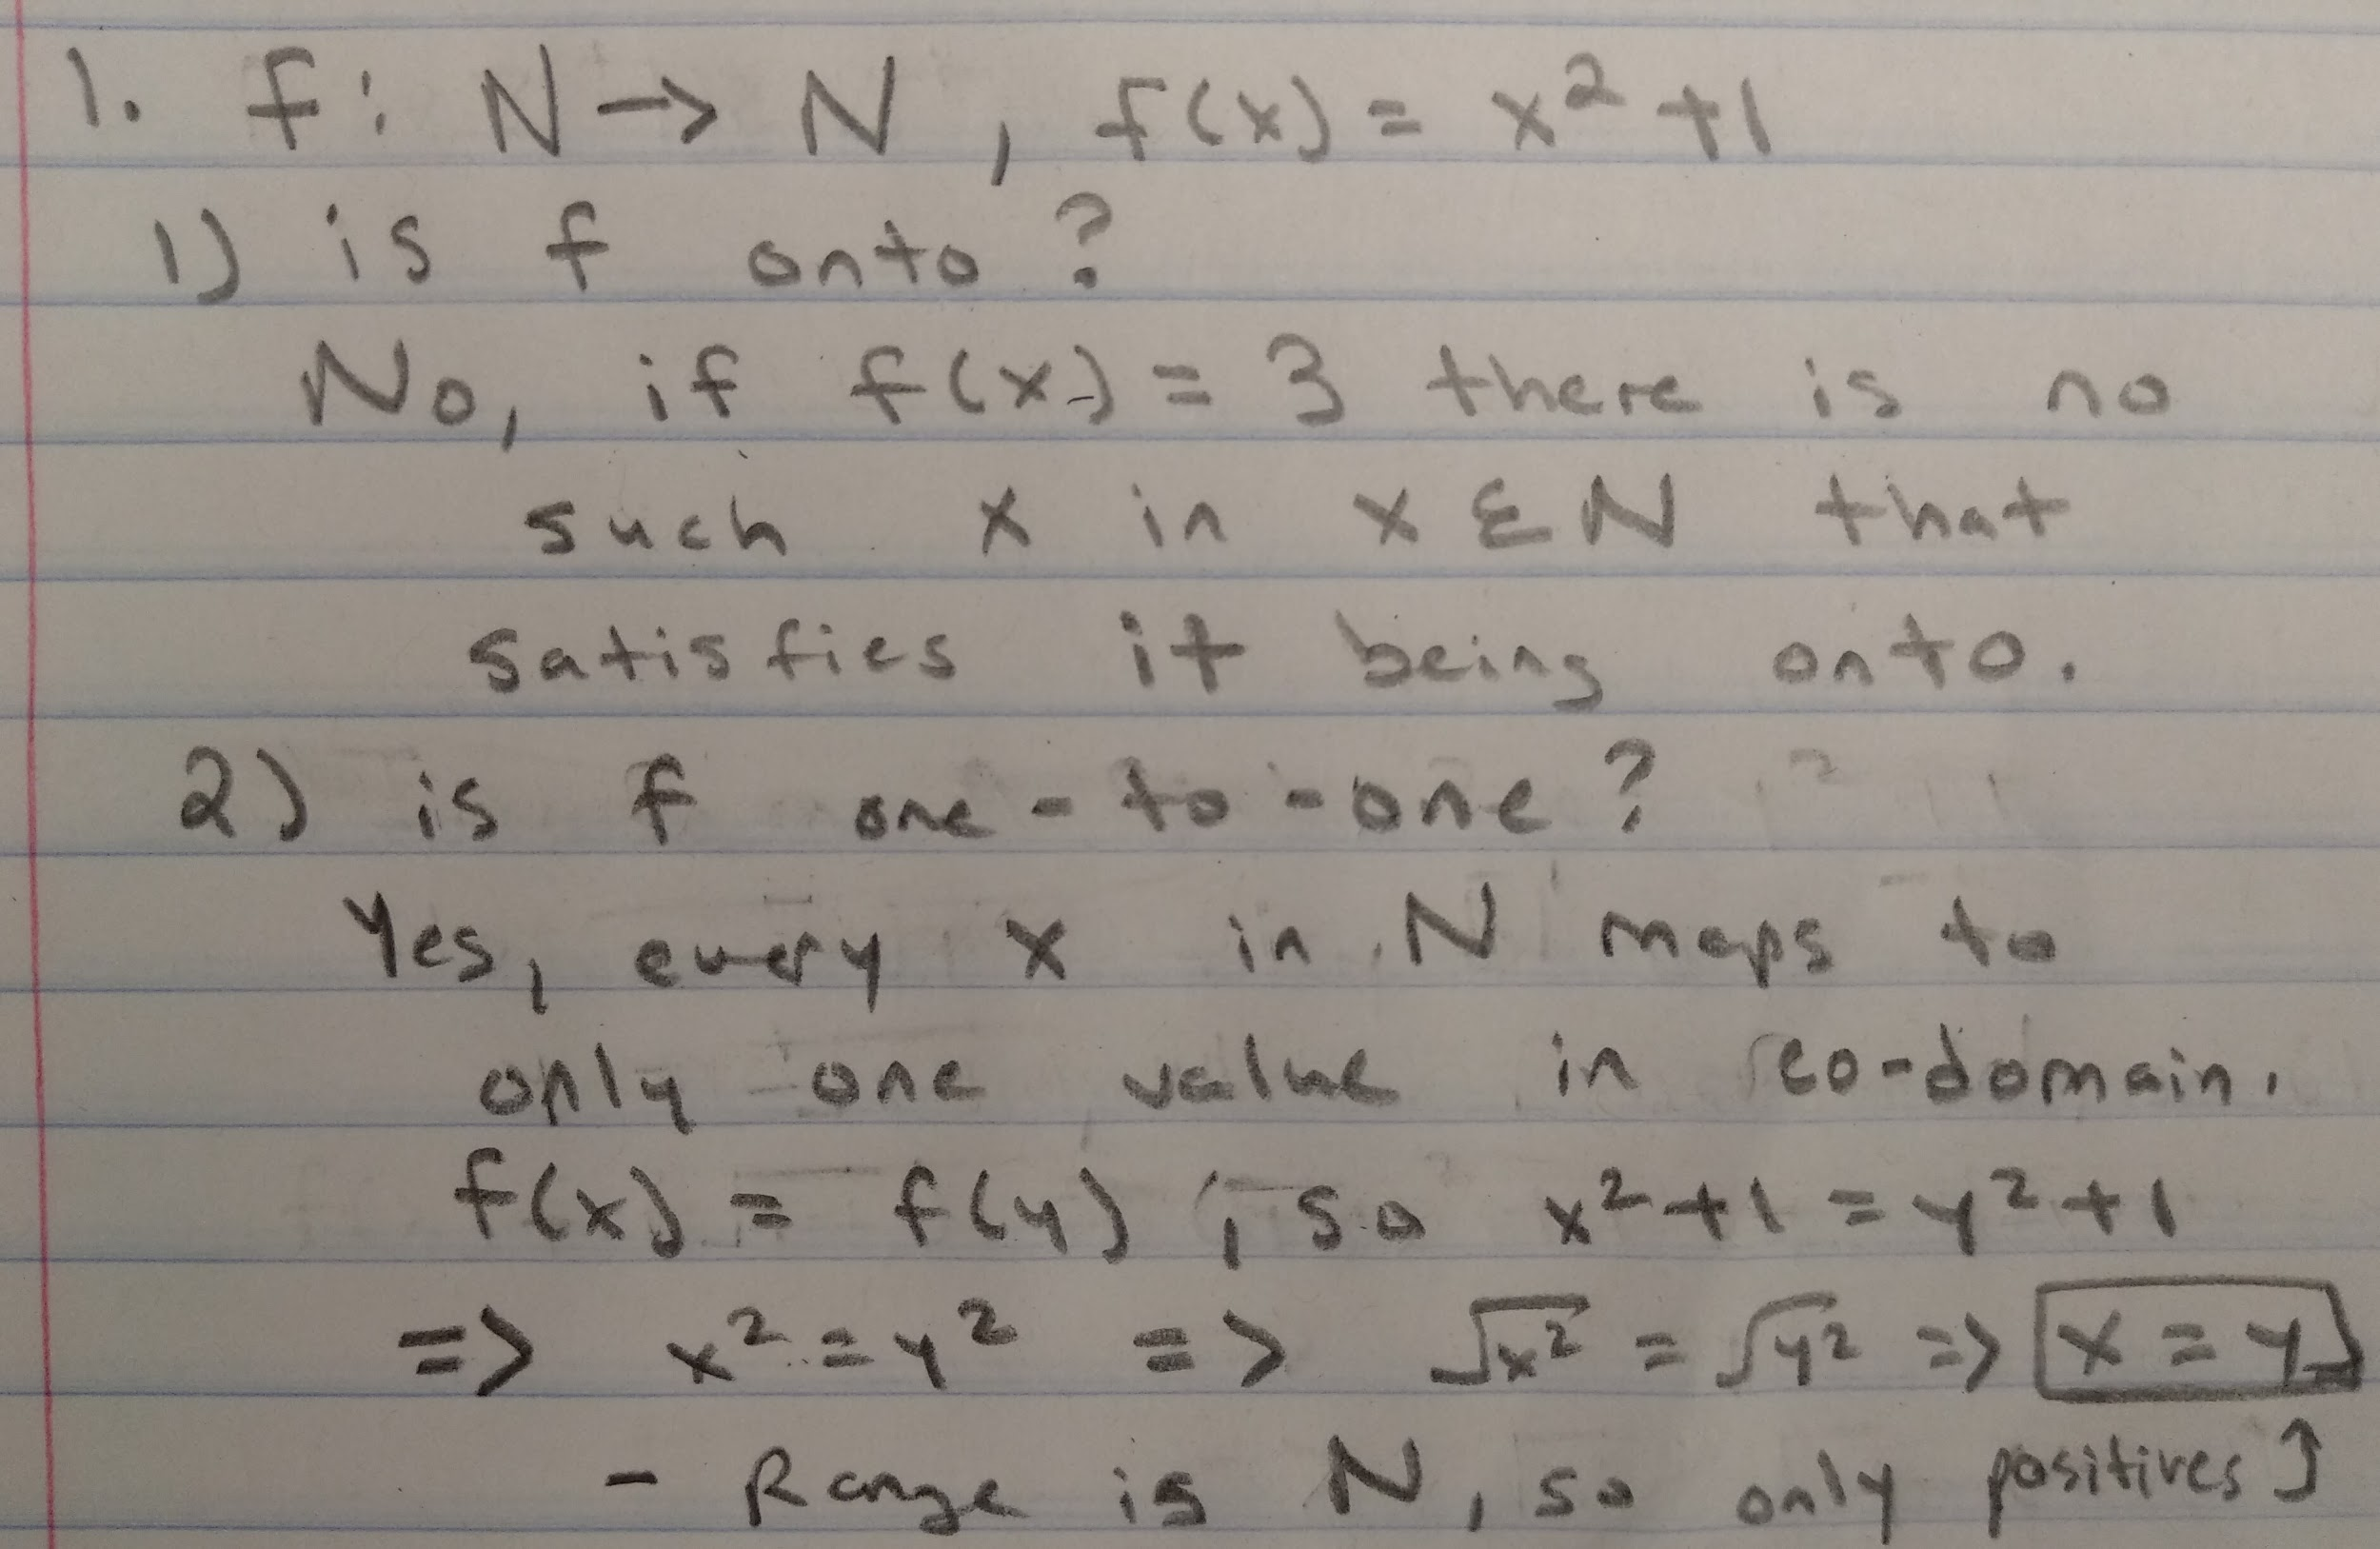 1. f: N → N , f(x) = x² + 1
1) is f onto?
No, if f(x) = 3 there is no
such x in x ∈ N that
satisfies it being onto.
2) is f one-to-one?
Yes, every x in N maps to
only one value in co-domain.
f(x) = f(y) , so x² + 1 = y² + 1
=> x² = y² => √x² = √y² => x = y
- Range is N, so only positives ↑